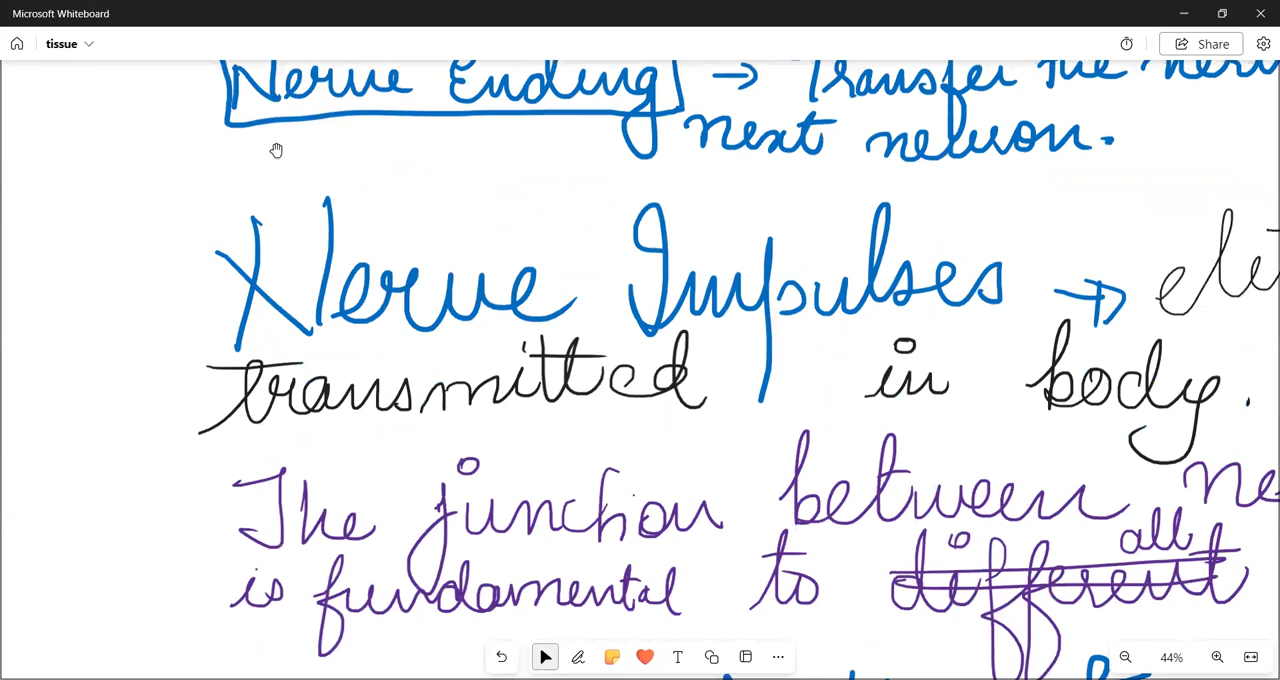 Microsoft Whiteboard
tissue
Share
Nerve Ending → Transfer the
next neuron.
Nerve Impulses →
transmitted in body.
The junction between
all
is fundamental to different
44%